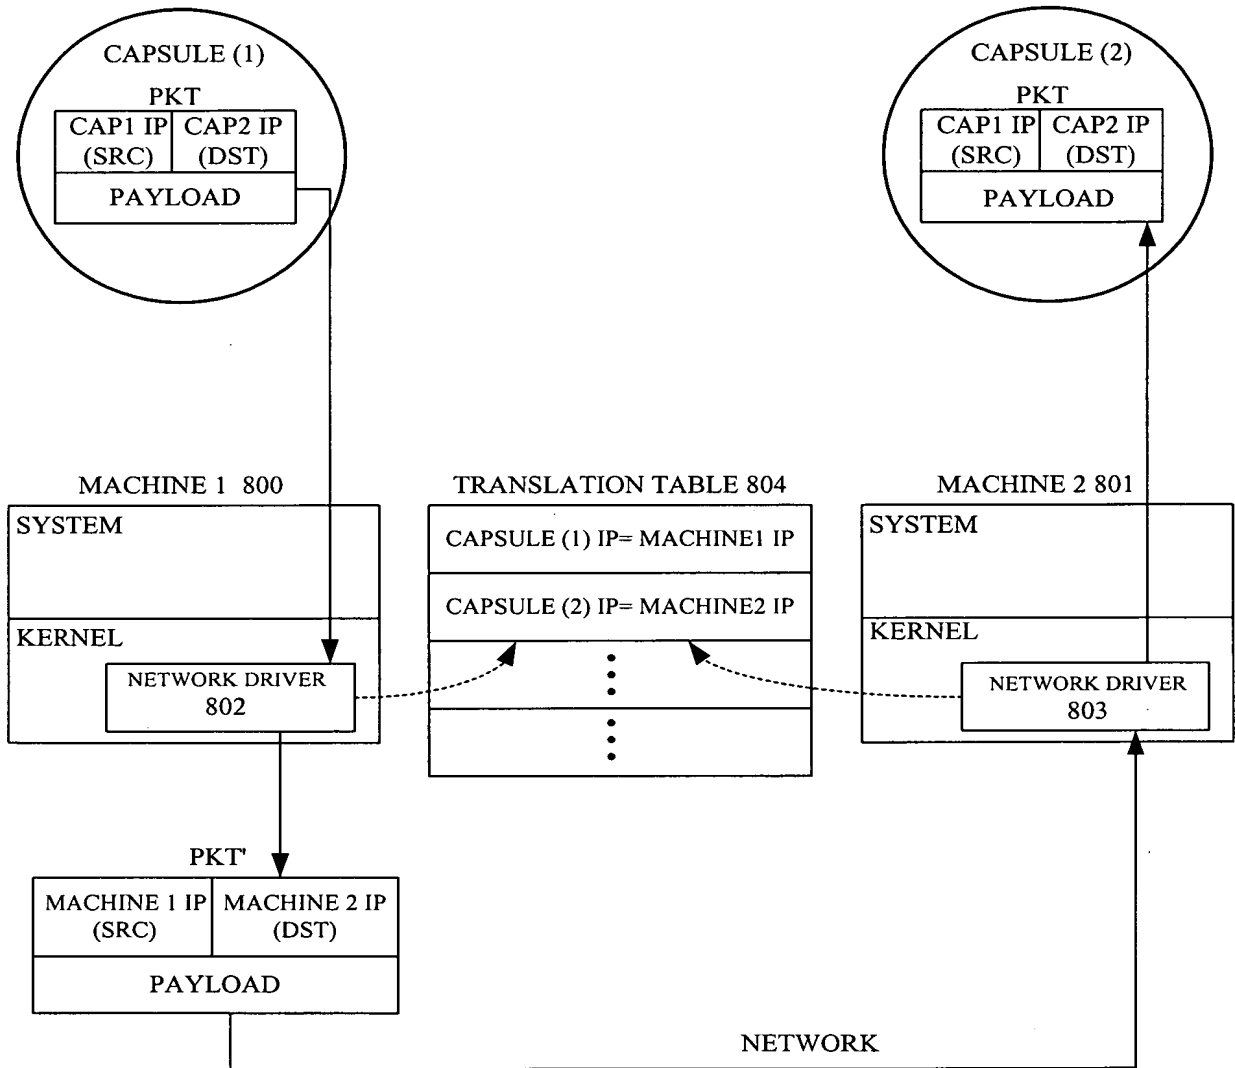 CAPSULE (1)
PKT
CAP1 IP
(SRC)
CAP2 IP
(DST)
PAYLOAD
CAPSULE (2)
PKT
CAP1 IP
(SRC)
CAP2 IP
(DST)
PAYLOAD
MACHINE 1 800
SYSTEM
KERNEL
NETWORK DRIVER
802
TRANSLATION TABLE 804
CAPSULE (1) IP= MACHINE1 IP
CAPSULE (2) IP= MACHINE2 IP
MACHINE 2 801
SYSTEM
KERNEL
NETWORK DRIVER
803
PKT'
MACHINE 1 IP
(SRC)
MACHINE 2 IP
(DST)
PAYLOAD
NETWORK